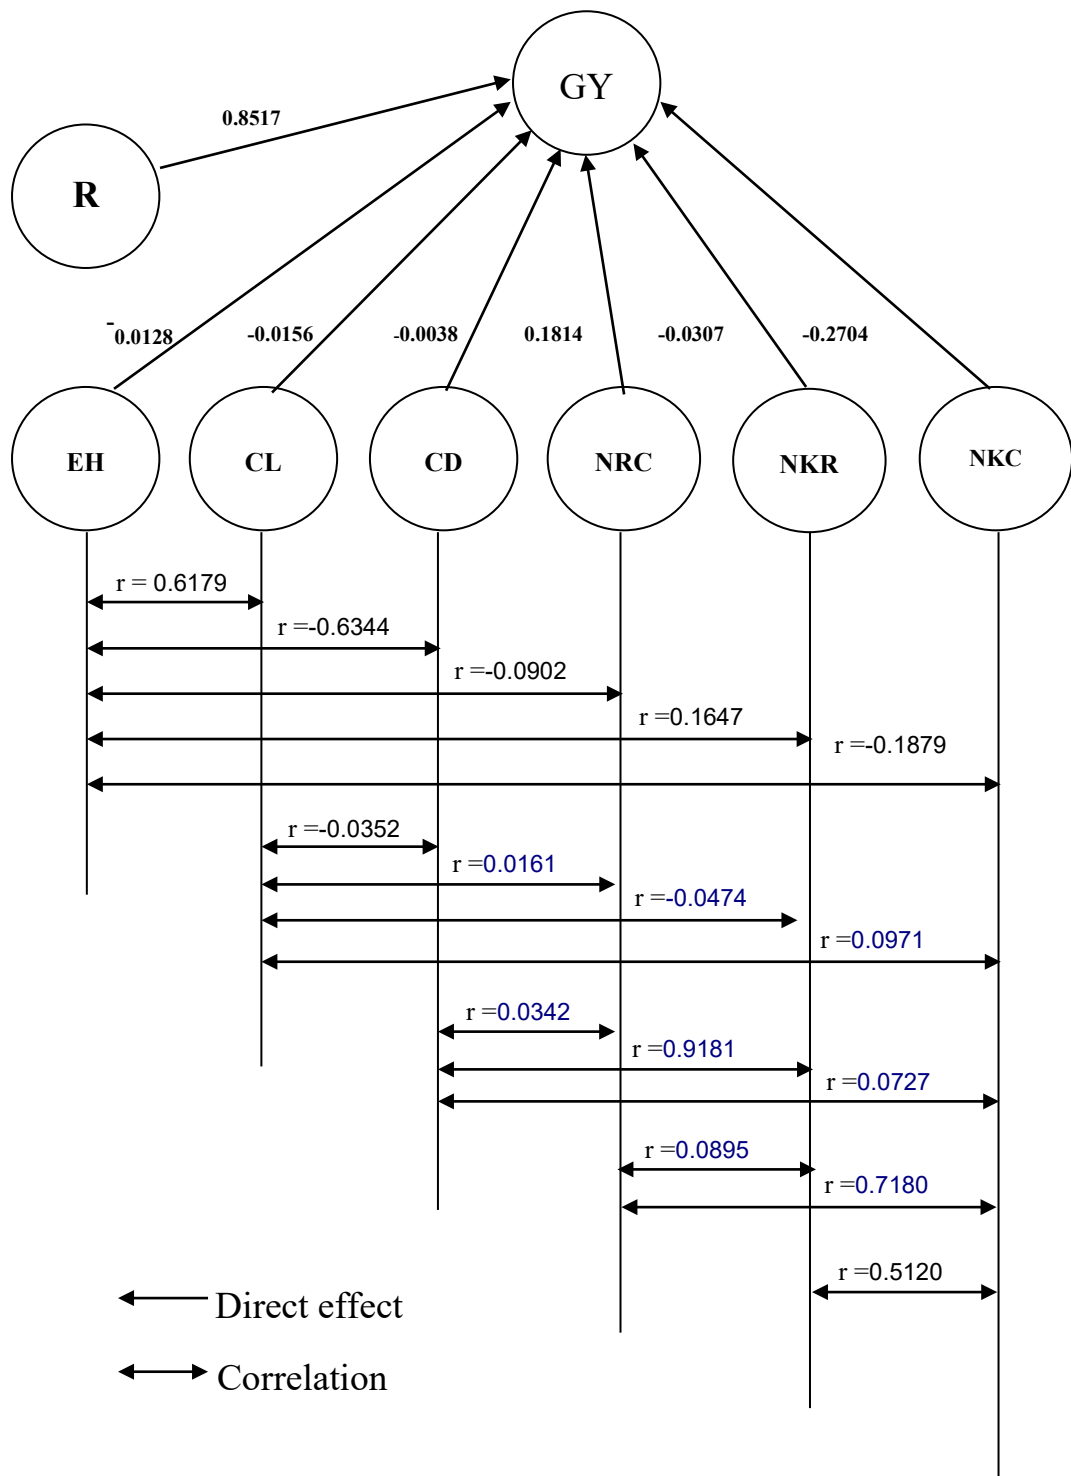 GY
0.8517
R
-0.0128
-0.0156
-0.0038
0.1814
-0.0307
-0.2704
EH
CL
CD
NRC
NKR
NKC
r = 0.6179
r =-0.6344
r =-0.0902
r =0.1647
r =-0.1879
r =-0.0352
r =0.0161
r =-0.0474
r =0.0971
r =0.0342
r =0.9181
r =0.0727
r =0.0895
r =0.7180
r =0.5120
Direct effect
Correlation